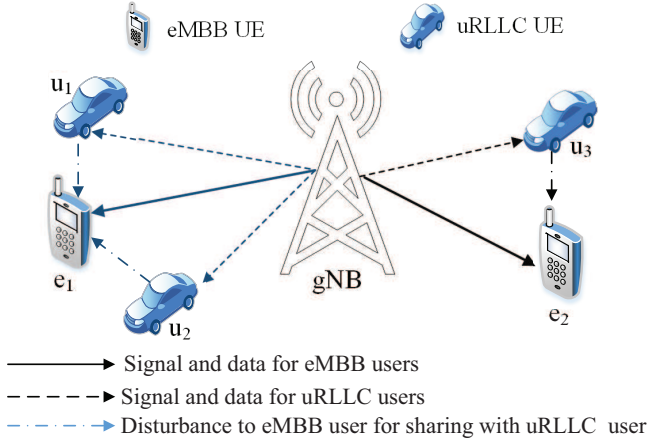 eMBB UE
uRLLC UE
u1
u3
e1
gNB
e2
u2
Signal and data for eMBB users
Signal and data for uRLLC users
Disturbance to eMBB user for sharing with uRLLC user